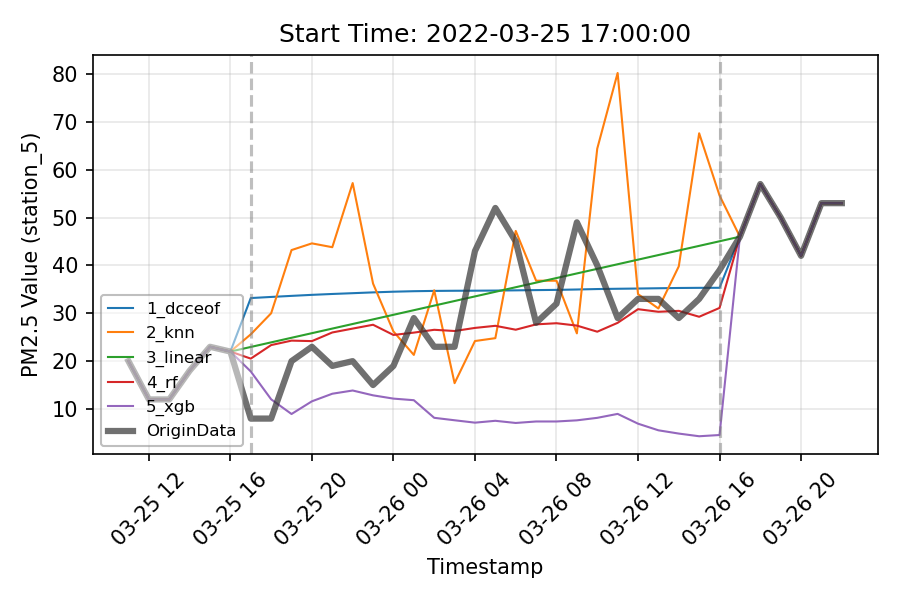 Start Time: 2022-03-25 17:00:00
PM2.5 Value (station_5)
80
70
60
50
40
30
20
10
1_dcceof
2_knn
3_linear
4_rf
5_xgb
OriginData
03-25 12
03-25 16
03-25 20
03-26 00
03-26 04
03-26 08
03-26 12
03-26 16
03-26 20
Timestamp